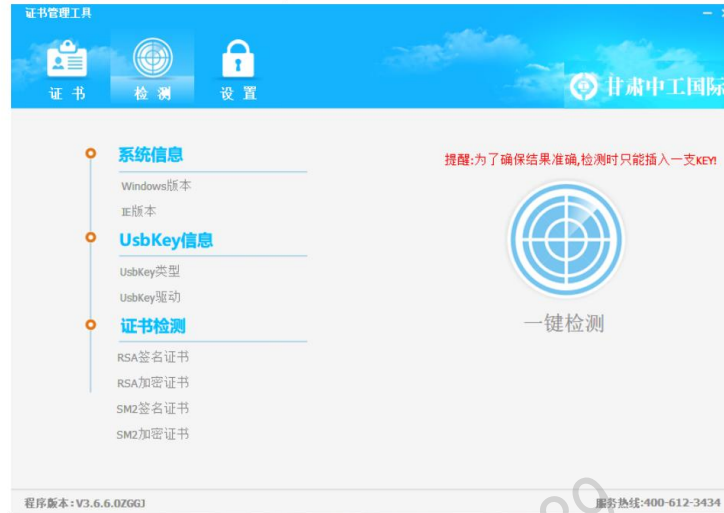 证书管理工具
证书
检测
设置
甘肃中工国际
系统信息
Windows版本
IE版本
UsbKey信息
UsbKey类型
UsbKey驱动
证书检测
RSA签名证书
RSA加密证书
SM2签名证书
SM2加密证书
提醒:为了确保结果准确,检测时只能插入一支KEY!
一键检测
程序版本:V3.6.6.0ZGGJ
服务热线:400-612-3434